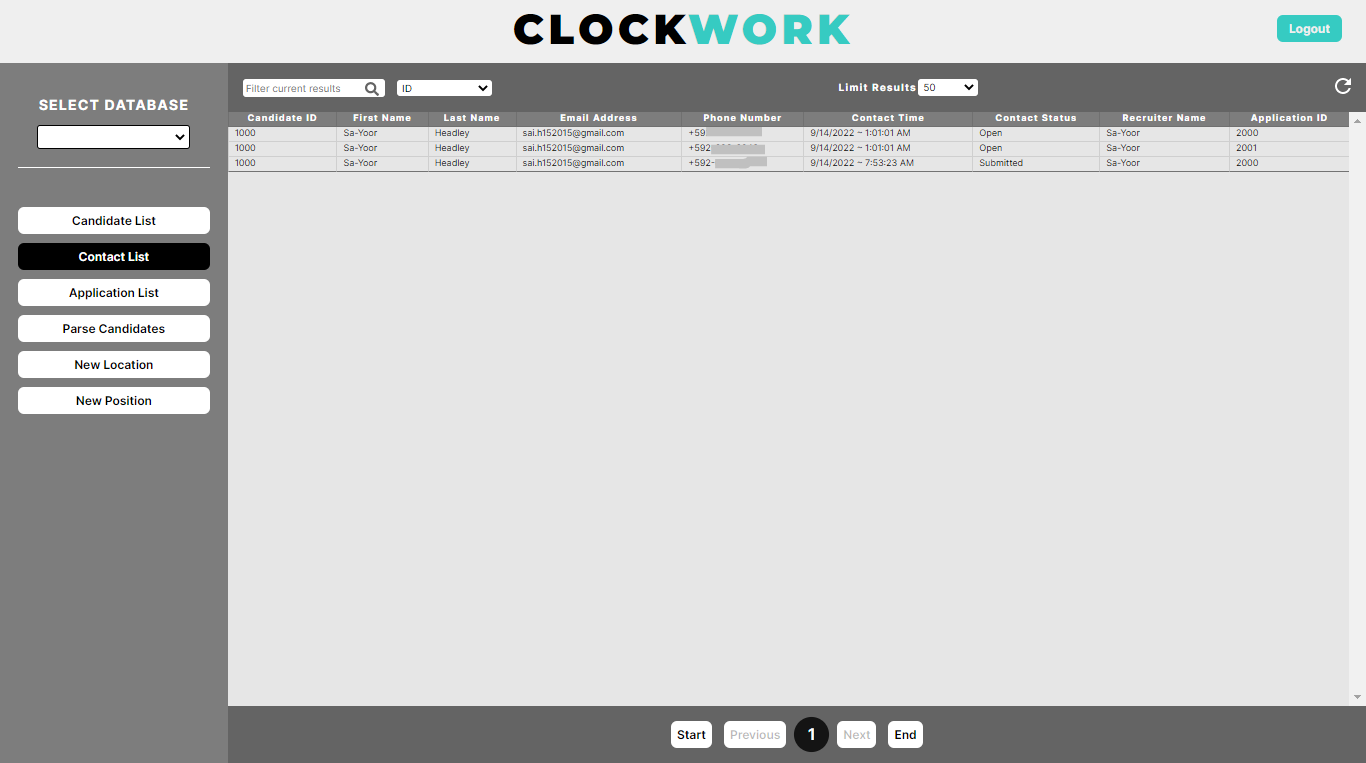 CLOCKWORK
Logout
SELECT DATABASE
Candidate List
Contact List
Application List
Parse Candidates
New Location
New Position
Filter current results ID Limit Results 50
Candidate ID First Name Last Name Email Address Phone Number Contact Time Contact Status Recruiter Name Application ID
1000 Sa-Yoor Headley sai.h152015@gmail.com +59 9/14/2022 ~ 1:01:01 AM Open Sa-Yoor 2000
1000 Sa-Yoor Headley sai.h152015@gmail.com +592 9/14/2022 ~ 1:01:01 AM Open Sa-Yoor 2001
1000 Sa-Yoor Headley sai.h152015@gmail.com +592- 9/14/2022 ~ 7:53:23 AM Submitted Sa-Yoor 2000
Start Previous 1 Next End